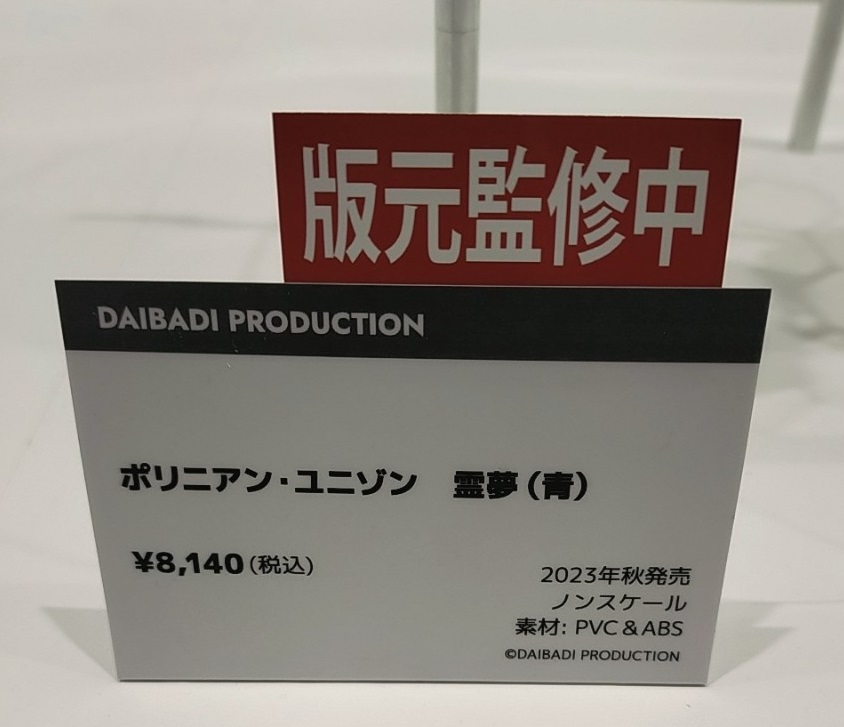 版元監修中
DAIBADI PRODUCTION
ポリニアン・ユニゾン　霊夢（青）
¥8,140(税込)
2023年秋発売
ノンスケール
素材: PVC＆ABS
©DAIBADI PRODUCTION